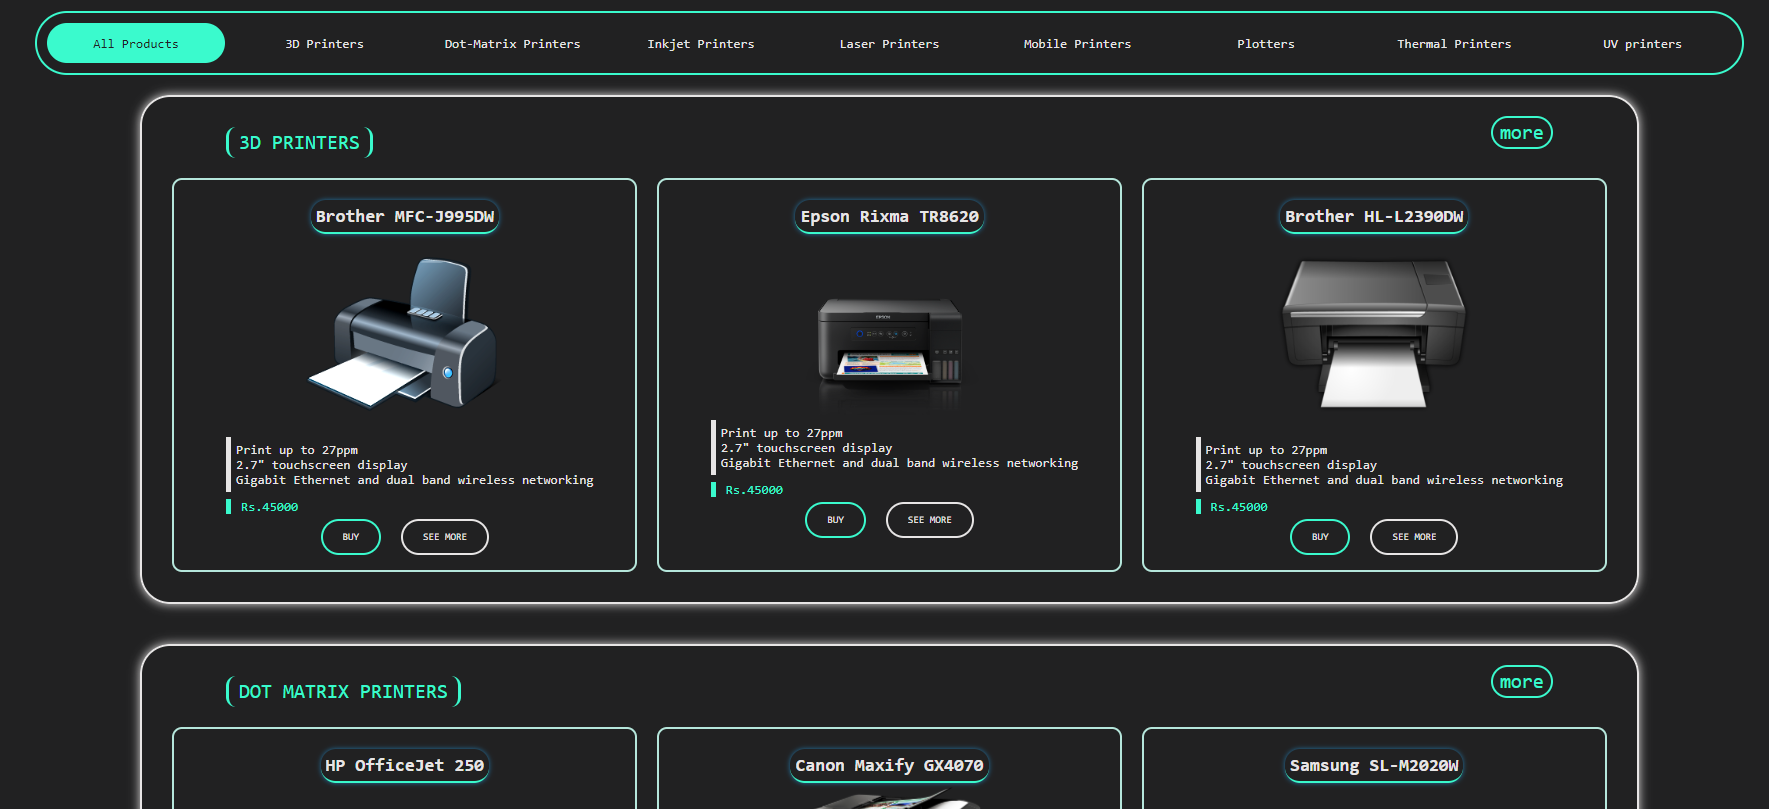 All Products 3D Printers Dot-Matrix Printers Inkjet Printers Laser Printers Mobile Printers Plotters Thermal Printers UV printers
3D PRINTERS
more
Brother MFC-J995DW
Print up to 27ppm
2.7" touchscreen display
Gigabit Ethernet and dual band wireless networking
Rs.45000
BUY SEE MORE
Epson Rixma TR8620
EPSON
Print up to 27ppm
2.7" touchscreen display
Gigabit Ethernet and dual band wireless networking
Rs.45000
BUY SEE MORE
Brother HL-L2390DW
Print up to 27ppm
2.7" touchscreen display
Gigabit Ethernet and dual band wireless networking
Rs.45000
BUY SEE MORE
DOT MATRIX PRINTERS
more
HP OfficeJet 250
Canon Maxify GX4070
Samsung SL-M2020W